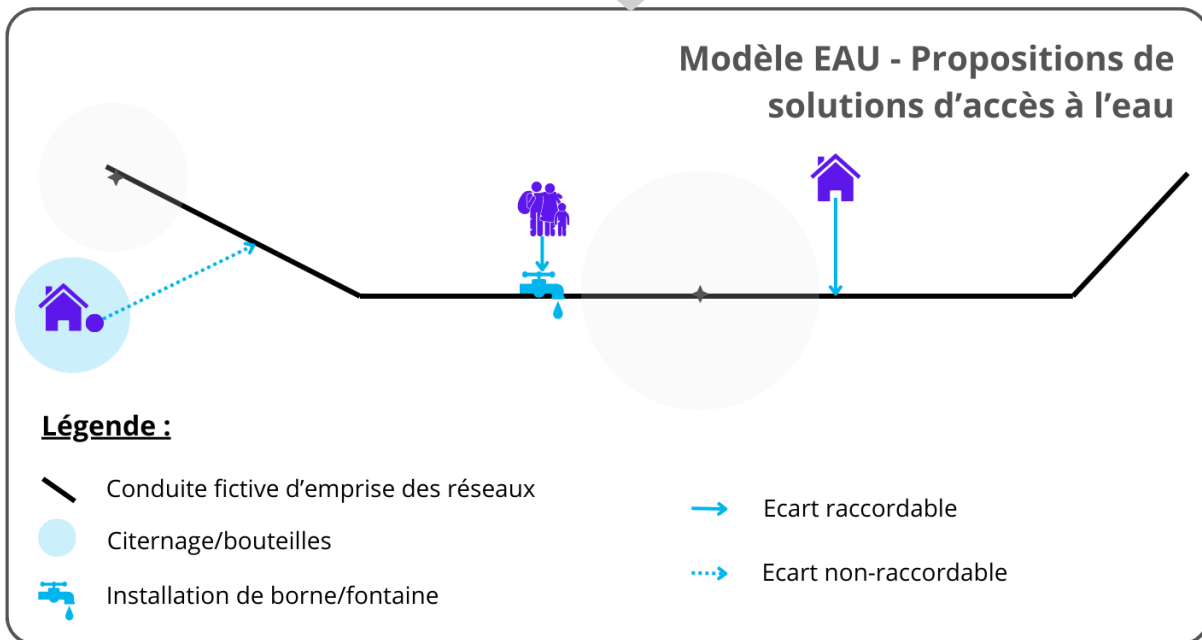 Modèle EAU - Propositions de
solutions d’accès à l’eau
Légende :
Conduite fictive d’emprise des réseaux
Citernage/bouteilles
Installation de borne/fontaine
Ecart raccordable
Ecart non-raccordable